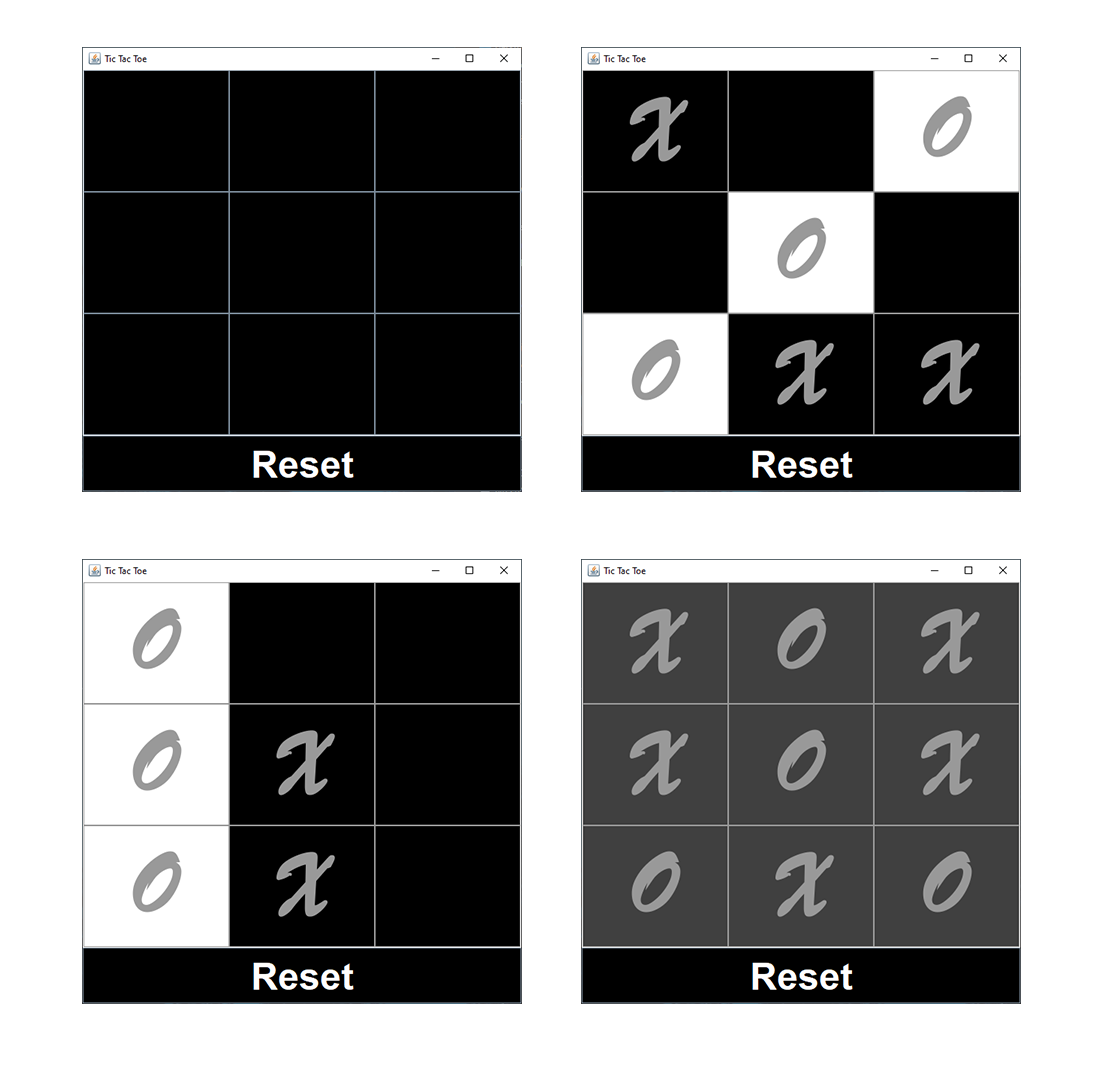 Tic Tac Toe
Reset
Tic Tac Toe
X O
O
O X X
Reset
Tic Tac Toe
O
O X
O X
Reset
Tic Tac Toe
X O X
X O X
O X O
Reset